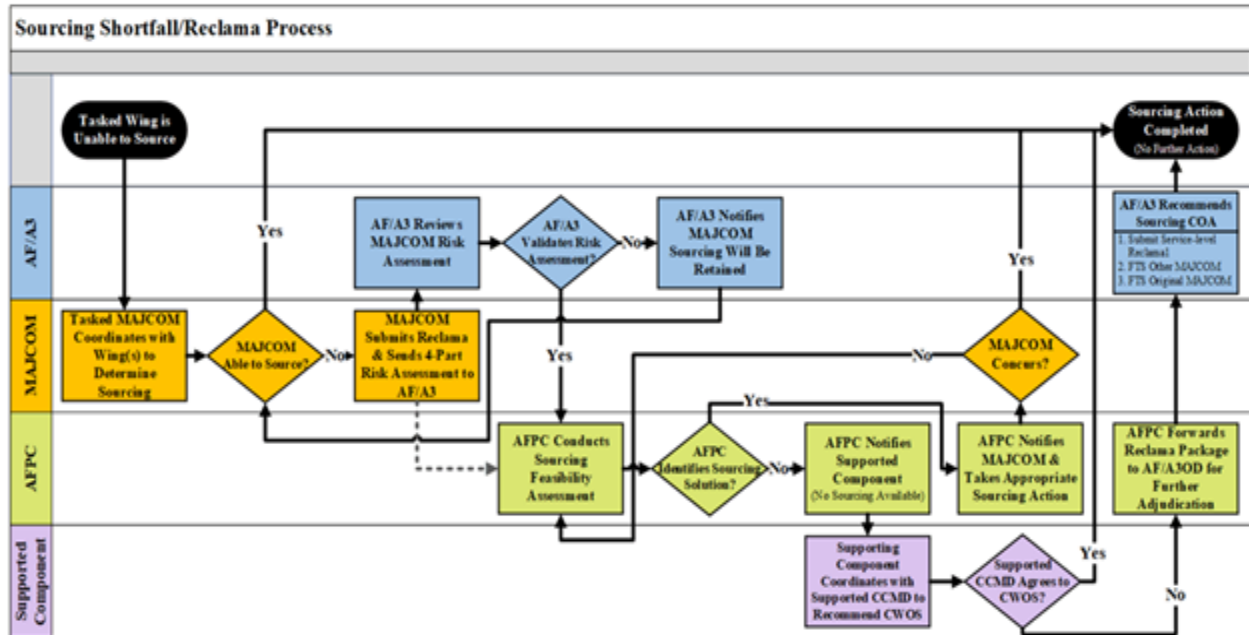 Sourcing Shortfall/Reclama Process
Tasked Wing is
Unable to Source
Sourcing Action
Completed
(No Further Action)
AF/A3
Yes
AF/A3 Reviews
MAJCOM Risk
Assessment
AF/A3
Validates Risk
Assessment?
No
AF/A3 Notifies
MAJCOM
Sourcing Will Be
Retained
Yes
AF/A3 Recommends
Sourcing COA
1. Submit Service-level
Reclama]
2. FTS Other MAJCOM
3. FTS Original MAJCOM
MAJCOM
Tasked MAJCOM
Coordinates with
Wing(s) to
Determine
Sourcing
MAJCOM
Able to Source?
No
MAJCOM
Submits Reclama
& Sends 4-Part
Risk Assessment to
AF/A3
Yes
No
MAJCOM
Concurs?
AFPC
AFPC Conducts
Sourcing
Feasibility
Assessment
AFPC
Identifies Sourcing
Solution?
Yes
No
AFPC Notifies
Supported
Component
(No Sourcing Available)
AFPC Notifies
MAJCOM &
Takes Appropriate
Sourcing Action
AFPC Forwards
Reclama Package
to AF/A3OD for
Further
Adjudication
Supported
Component
Supporting
Component
Coordinates with
Supported CCMD to
Recommend CWOS
Supported
CCMD Agrees to
CWOS?
Yes
No